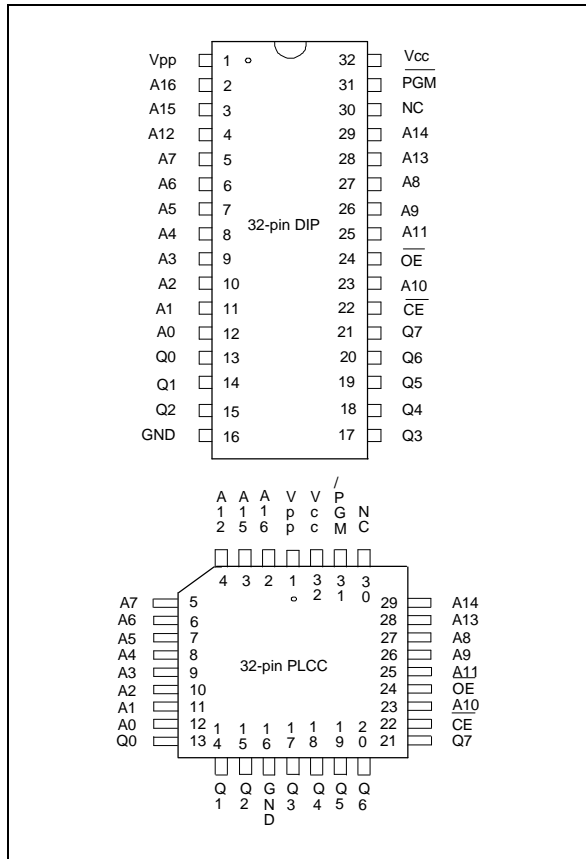 Vpp 1 32 Vcc
A16 2 31 PGM
A15 3 30 NC
A12 4 29 A14
A7 5 28 A13
A6 6 27 A8
A5 7 26 A9
32-pin DIP
A4 8 25 A11
A3 9 24 OE
A2 10 23 A10
A1 11 22 CE
A0 12 21 Q7
Q0 13 20 Q6
Q1 14 19 Q5
Q2 15 18 Q4
GND 16 17 Q3
A12 A15 A16 Vpp Vcc /PGM NC
4 3 2 1 32 31 30
A7 5 29 A14
A6 6 28 A13
A5 7 27 A8
A4 8 26 A9
32-pin PLCC
A3 9 25 A11
A2 10 24 OE
A1 11 23 A10
A0 12 22 CE
Q0 13 21 Q7
14 15 16 17 18 19 20
Q1 Q2 GND Q3 Q4 Q5 Q6